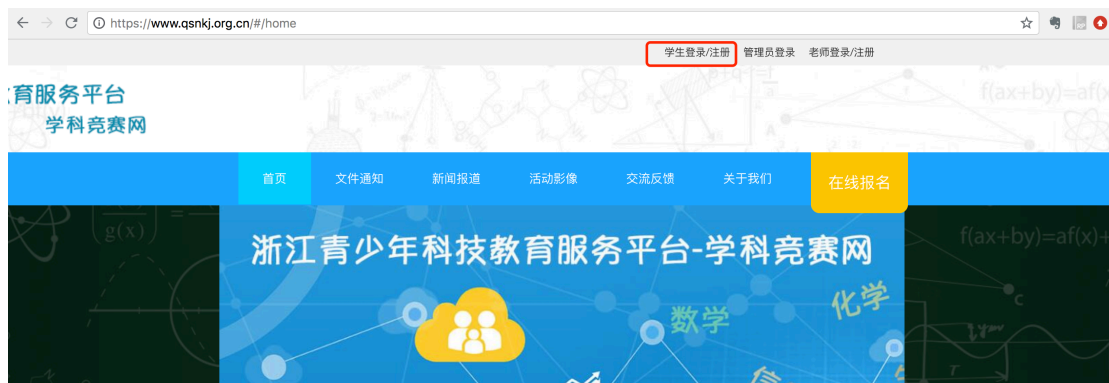 https://www.qsnkj.org.cn/#/home
学生登录/注册 管理员登录 老师登录/注册
育服务平台
学科竞赛网
f(ax+by)=af(x
首页 文件通知 新闻报道 活动影像 交流反馈 关于我们 在线报名
g(x)
浙江青少年科技教育服务平台-学科竞赛网
f(ax+by)=af(x)+
化学
数学